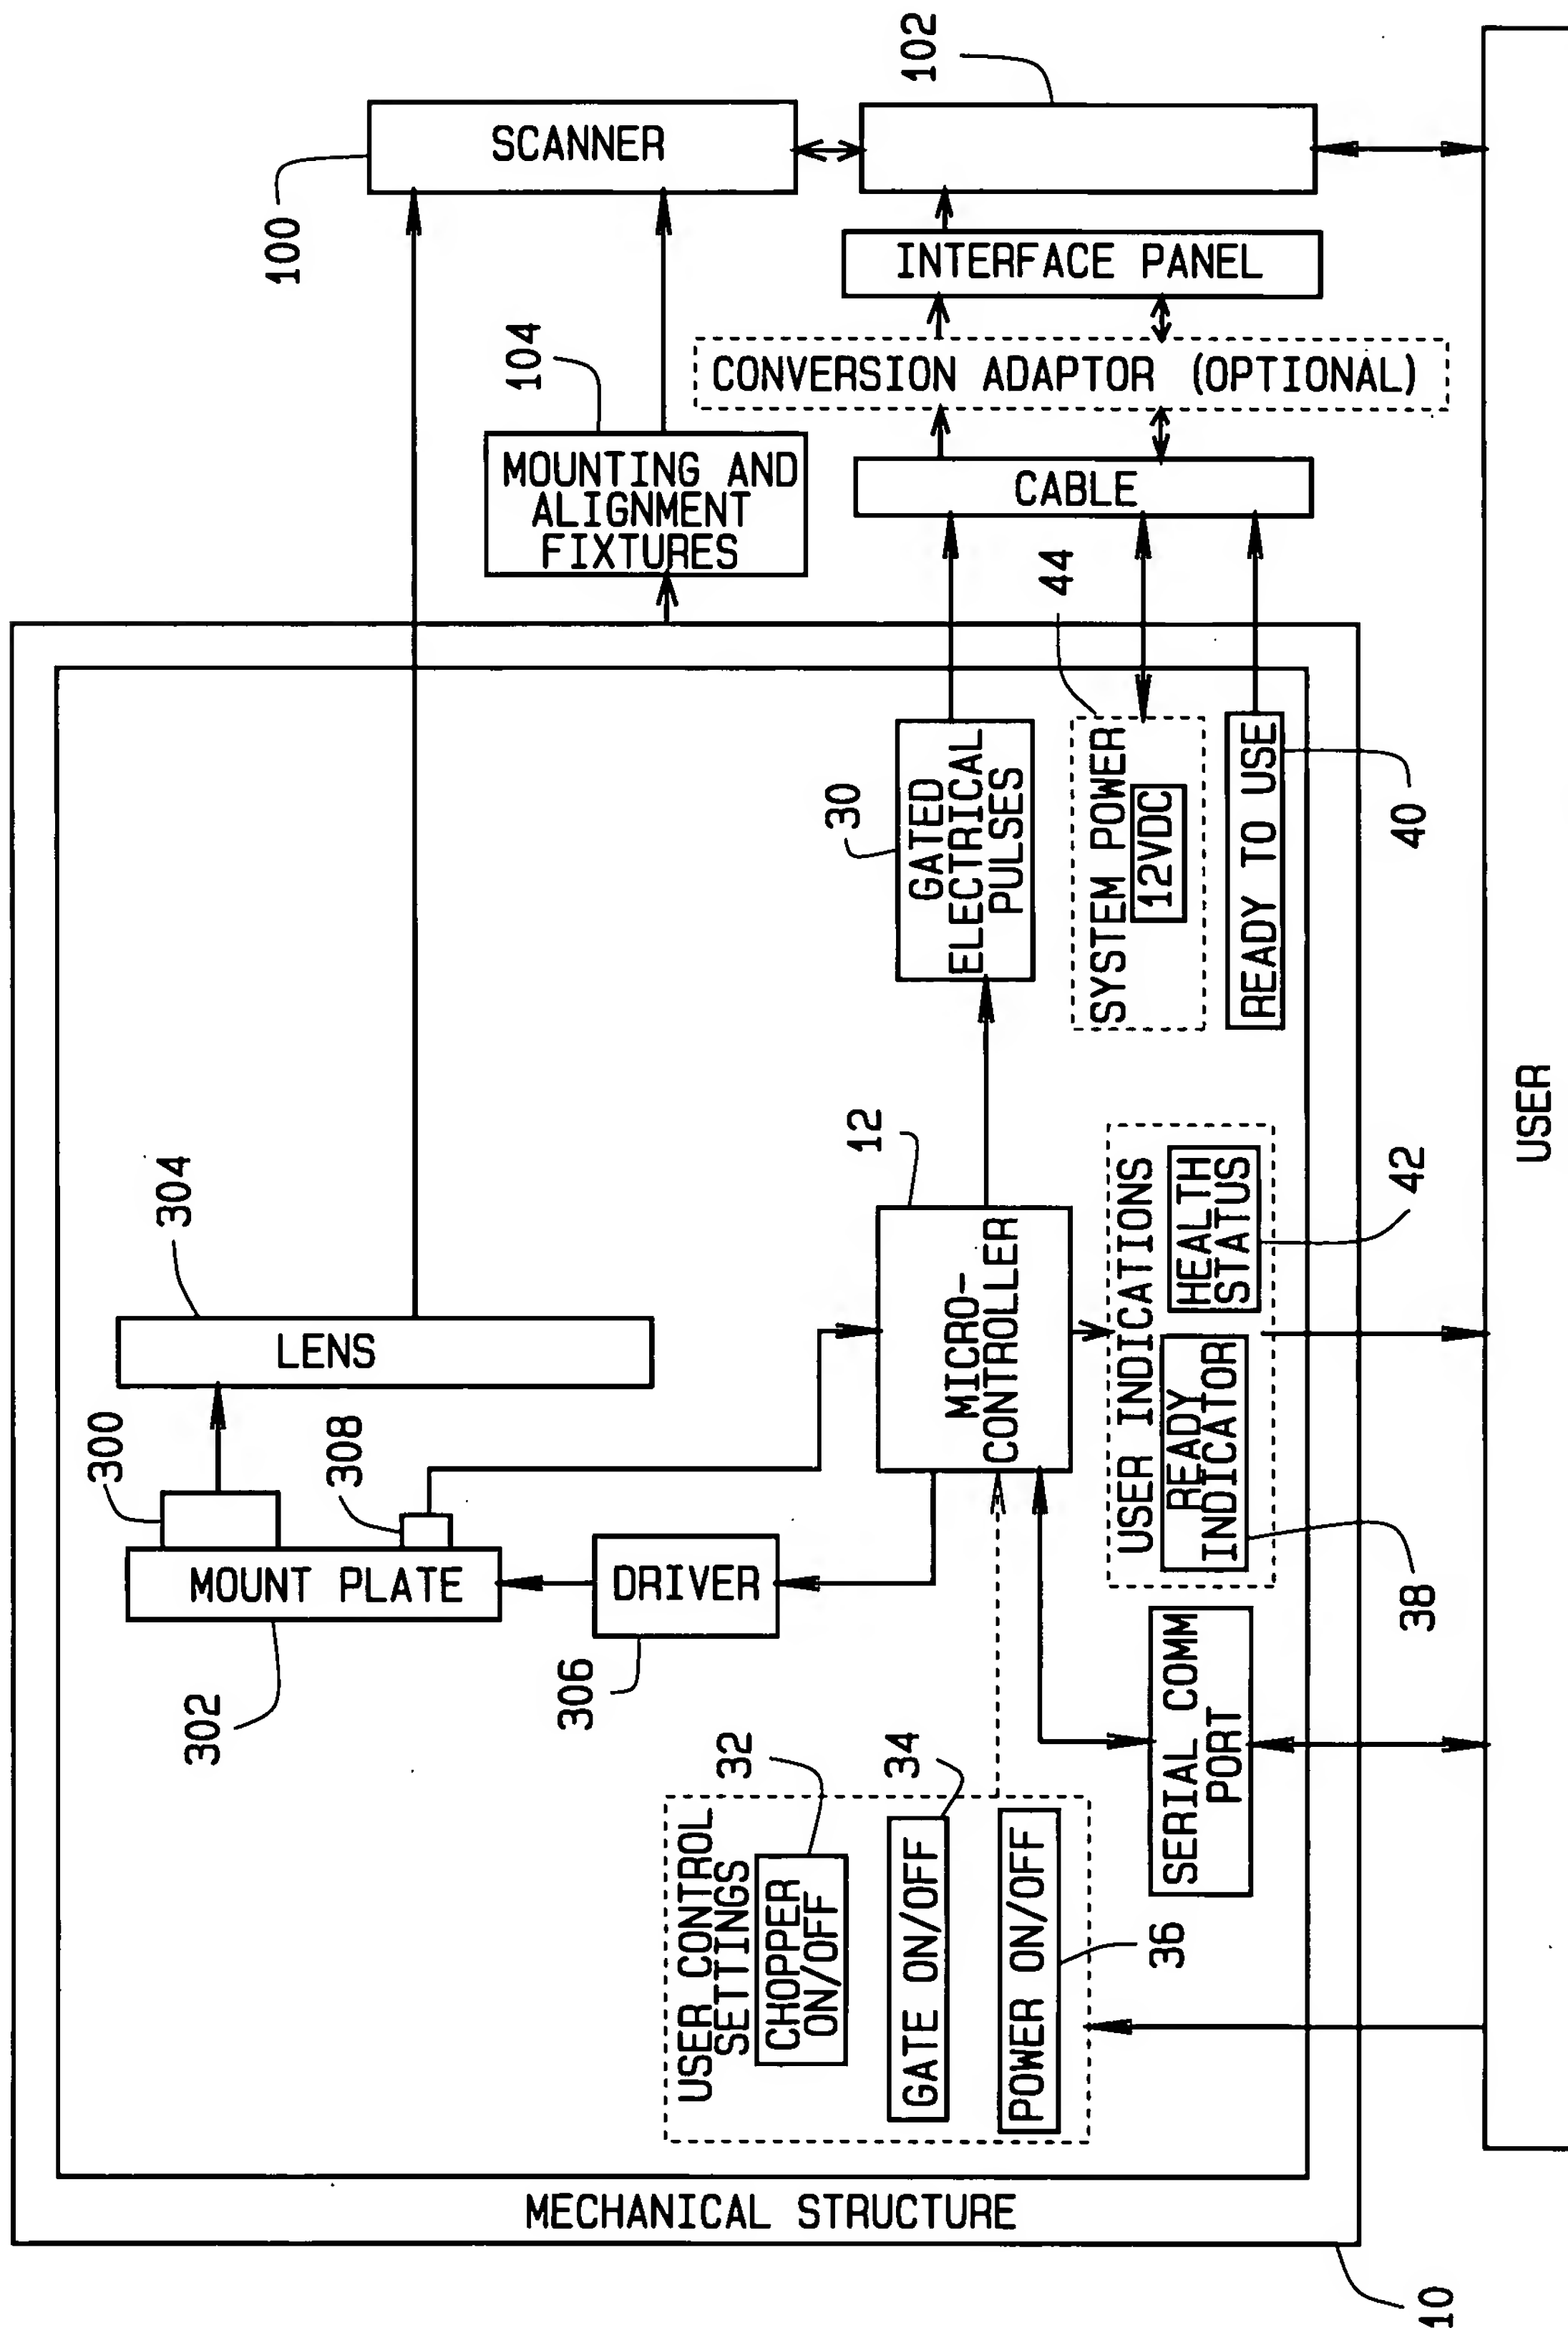 MECHANICAL STRUCTURE
10
300
304
LENS
MOUNT PLATE
302
308
306
DRIVER
100
SCANNER
104
MOUNTING AND
ALIGNMENT
FIXTURES
102
USER CONTROL
SETTINGS
32
CHOPPER
ON/OFF
34
GATE ON/OFF
POWER ON/OFF
36
12
MICRO-
CONTROLLER
30
GATED
ELECTRICAL
PULSES
44
SYSTEM POWER
12VDC
READY TO USE
40
CABLE
CONVERSION ADAPTOR (OPTIONAL)
INTERFACE PANEL
SERIAL COMM
PORT
USER INDICATIONS
READY
INDICATOR
38
HEALTH
STATUS
42
USER